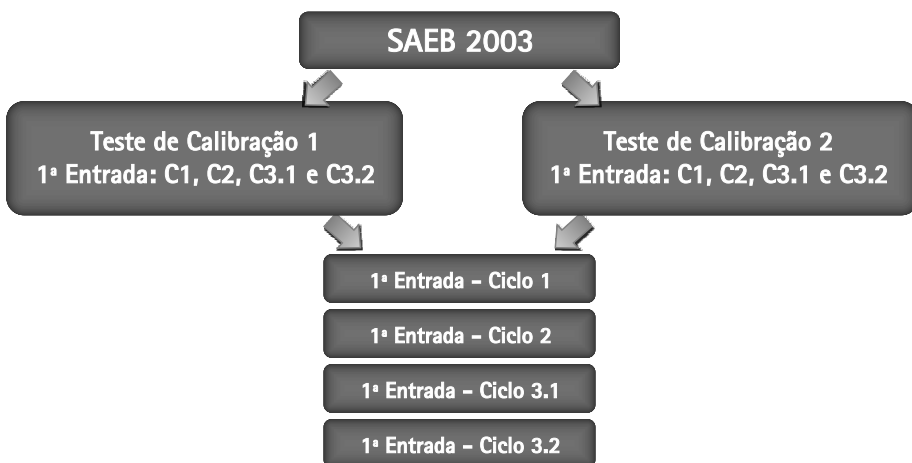 SAEB 2003
Teste de Calibração 1
1ª Entrada: C1, C2, C3.1 e C3.2
Teste de Calibração 2
1ª Entrada: C1, C2, C3.1 e C3.2
1ª Entrada – Ciclo 1
1ª Entrada – Ciclo 2
1ª Entrada – Ciclo 3.1
1ª Entrada – Ciclo 3.2